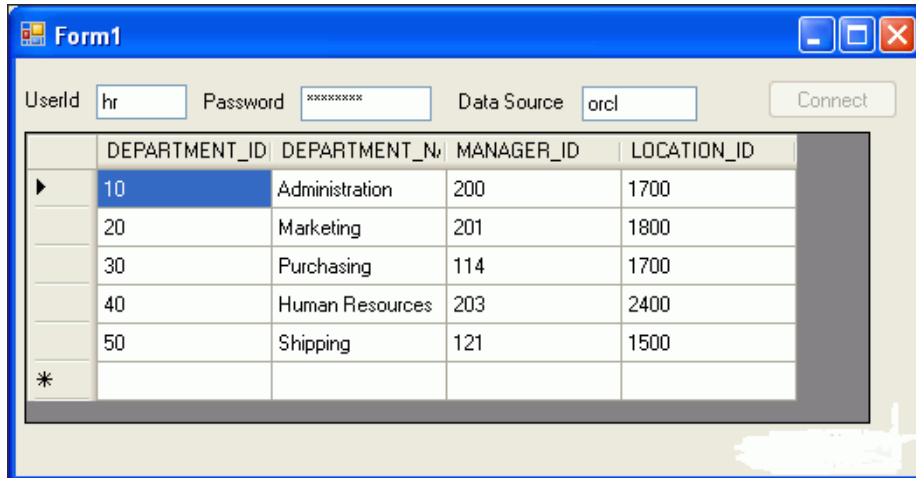 Form1
UserId hr Password ******** Data Source orcl Connect
DEPARTMENT_ID DEPARTMENT_NA MANAGER_ID LOCATION_ID
10 Administration 200 1700
20 Marketing 201 1800
30 Purchasing 114 1700
40 Human Resources 203 2400
50 Shipping 121 1500